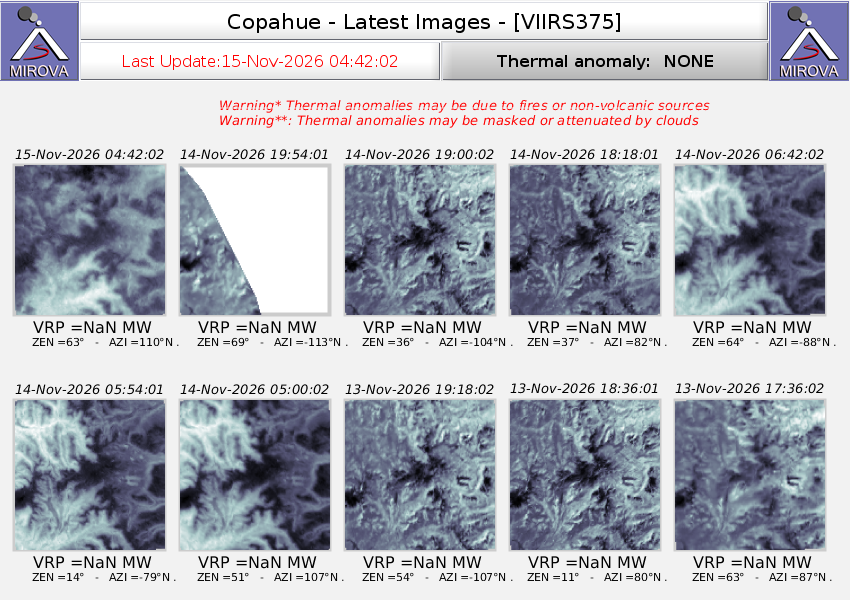 Copahue - Latest Images - [VIIRS375]
MIROVA
Last Update:15-Nov-2026 04:42:02
Thermal anomaly: NONE
MIROVA
Warning* Thermal anomalies may be due to fires or non-volcanic sources
Warning**: Thermal anomalies may be masked or attenuated by clouds
15-Nov-2026 04:42:02
14-Nov-2026 19:54:01
14-Nov-2026 19:00:02
14-Nov-2026 18:18:01
14-Nov-2026 06:42:02
VRP =NaN MW
VRP =NaN MW
VRP =NaN MW
VRP =NaN MW
VRP =NaN MW
ZEN =63° - AZI =110°N .
ZEN =69° - AZI =-113°N .
ZEN =36° - AZI =-104°N .
ZEN =37° - AZI =82°N .
ZEN =64° - AZI =-88°N .
14-Nov-2026 05:54:01
14-Nov-2026 05:00:02
13-Nov-2026 19:18:02
13-Nov-2026 18:36:01
13-Nov-2026 17:36:02
VRP =NaN MW
VRP =NaN MW
VRP =NaN MW
VRP =NaN MW
VRP =NaN MW
ZEN =14° - AZI =-79°N .
ZEN =51° - AZI =107°N .
ZEN =54° - AZI =-107°N .
ZEN =11° - AZI =80°N .
ZEN =63° - AZI =87°N .